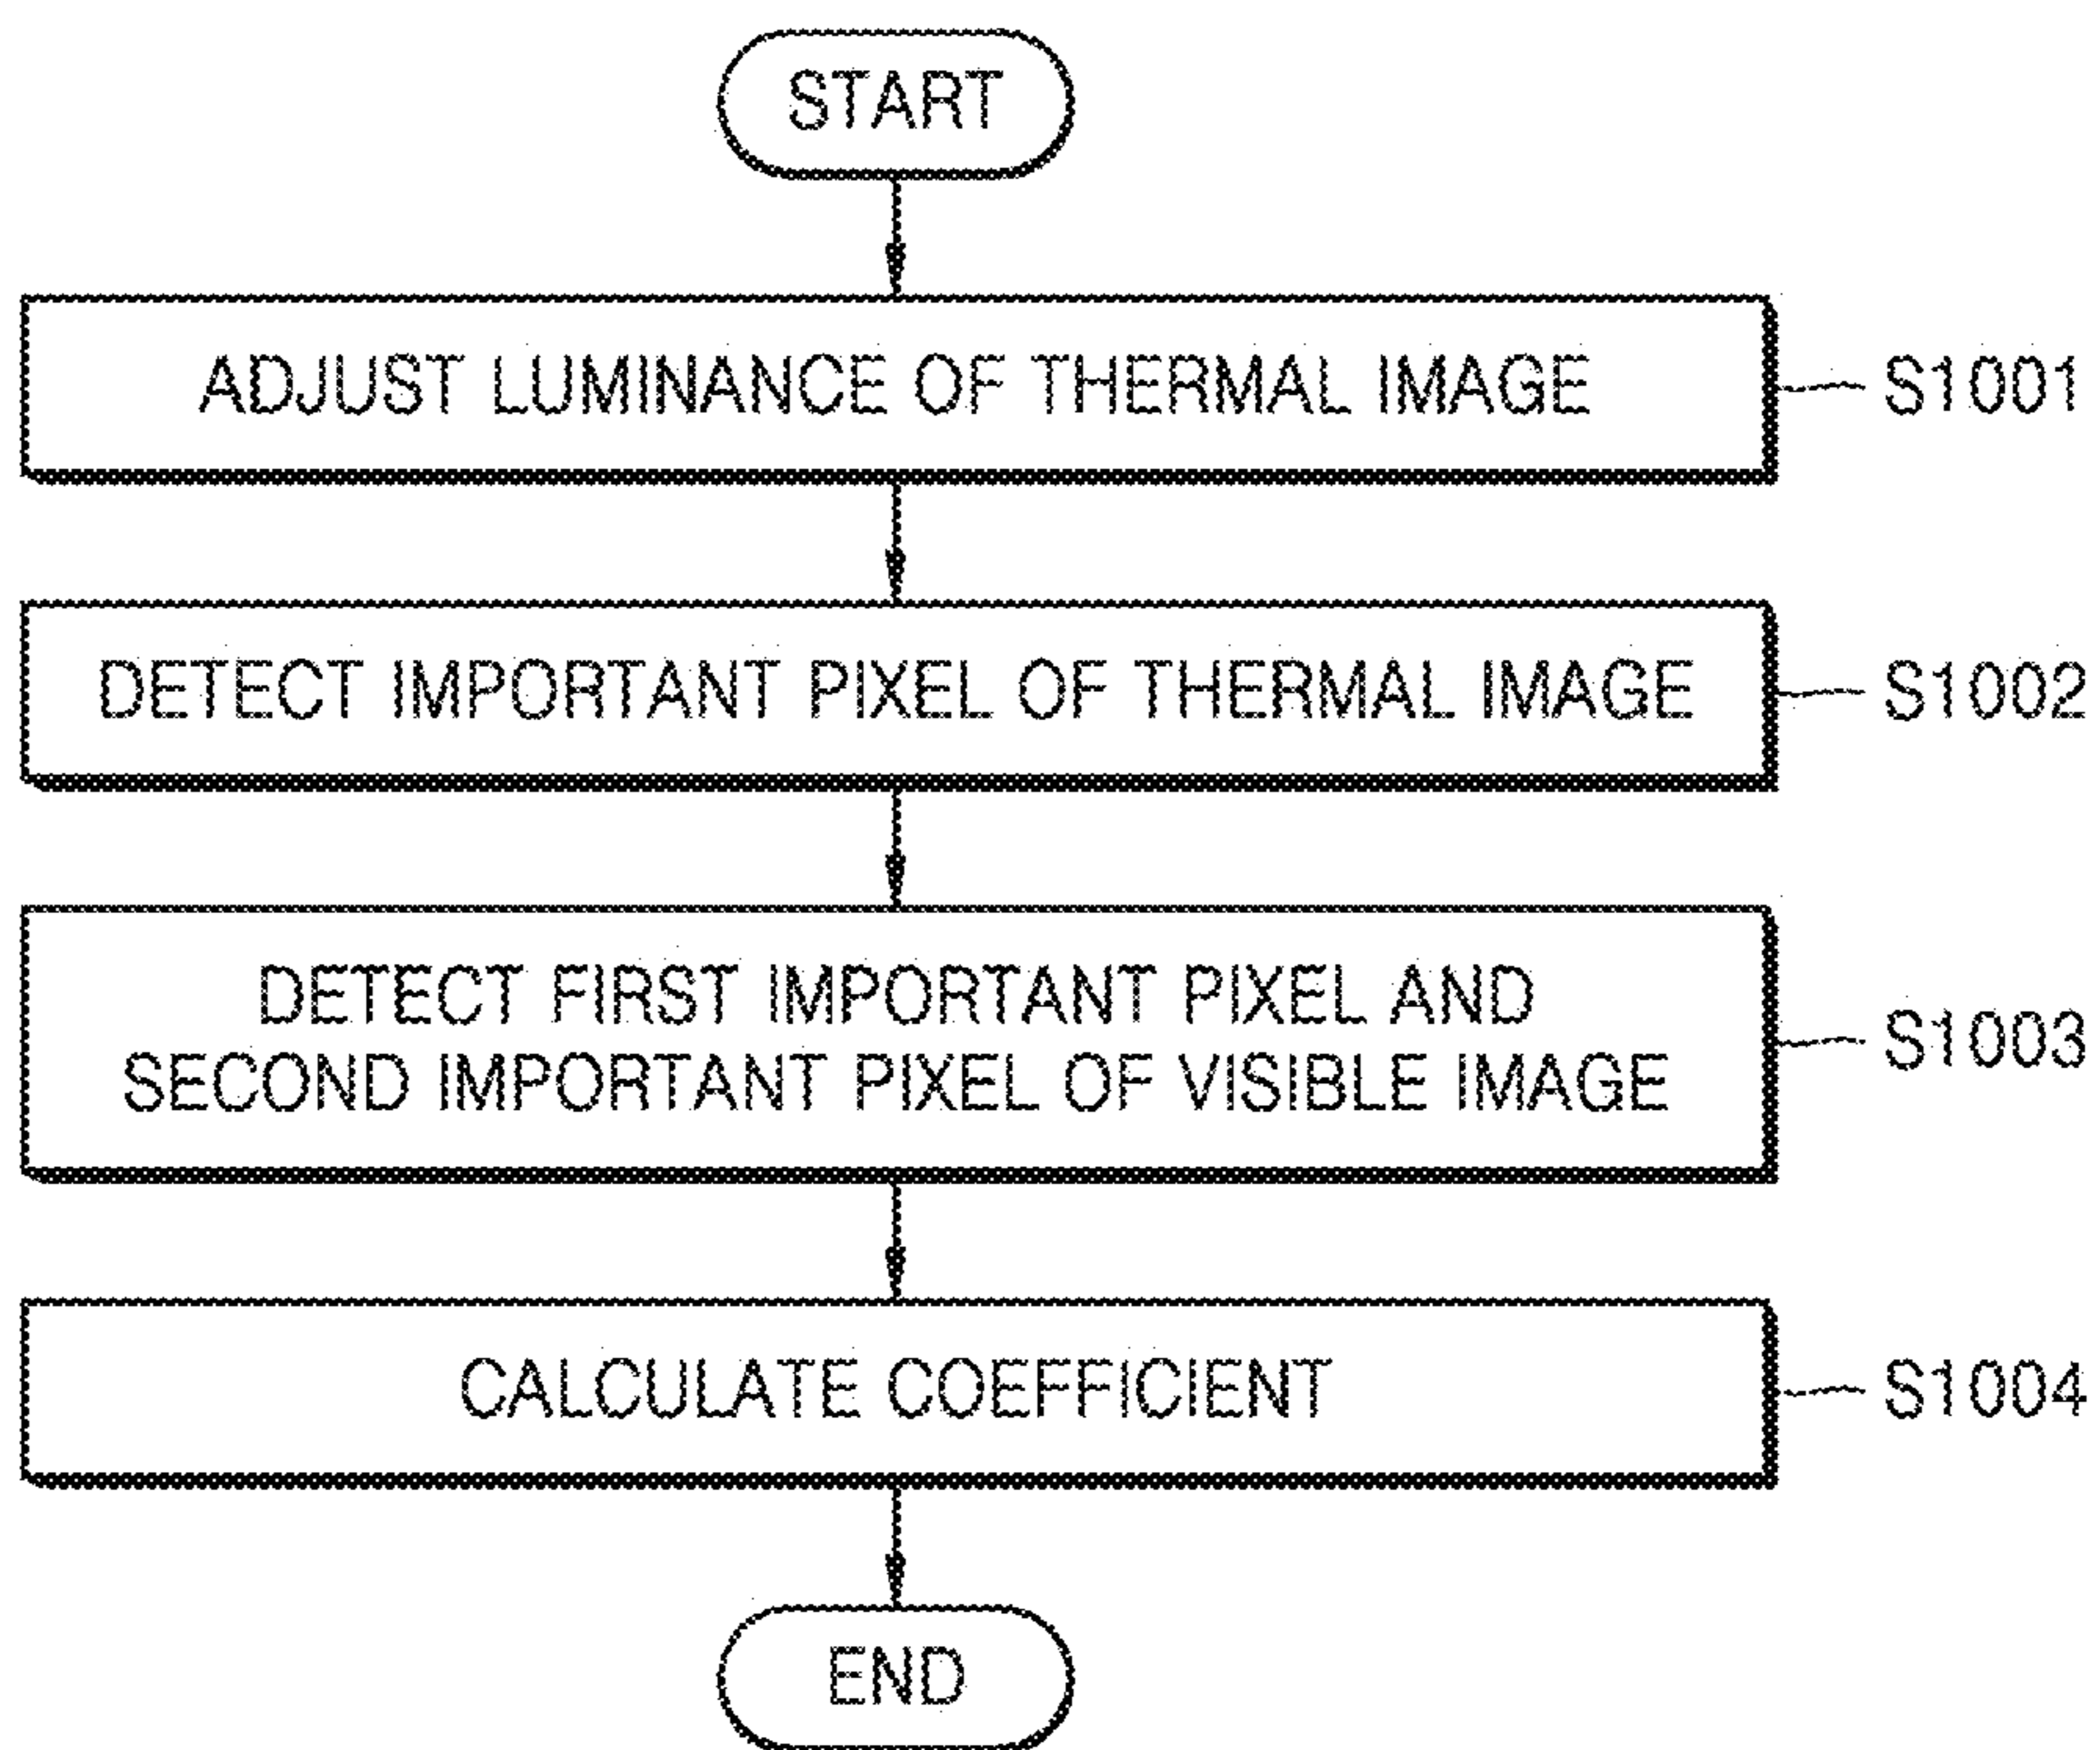 START
ADJUST LUMINANCE OF THERMAL IMAGE
S1001
DETECT IMPORTANT PIXEL OF THERMAL IMAGE
S1002
DETECT FIRST IMPORTANT PIXEL AND
SECOND IMPORTANT PIXEL OF VISIBLE IMAGE
S1003
CALCULATE COEFFICIENT
S1004
END